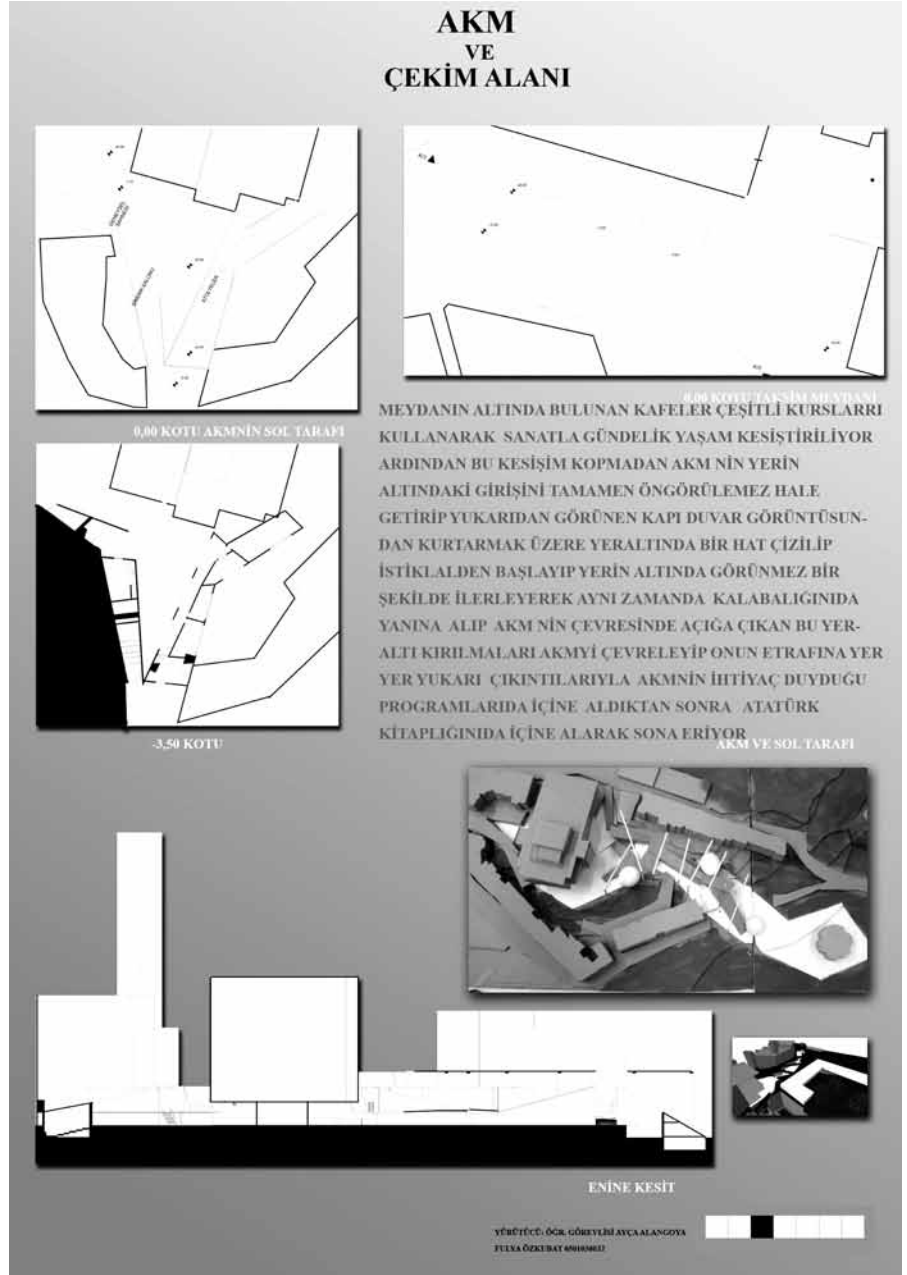 AKM
VE
ÇEKİM ALANI
DENEYSEL
SAHNESİ
0,00 KOTU AKMNİN SOL TARAFI
0,00 KOTU TAKSİM MEYDANI
MEYDANIN ALTINDA BULUNAN KAFELER ÇEŞİTLİ KURSLARRI
KULLANARAK SANATLA GÜNDELİK YAŞAM KESİŞTİRİLİYOR
ARDINDAN BU KESİŞİM KOPMADAN AKM NİN YERİN
ALTINDAKİ GİRİŞİNİ TAMAMEN ÖNGÖRÜLEMEZ HALE
GETİRİP YUKARIDAN GÖRÜNEN KAPI DUVAR GÖRÜNTÜSUN-
DAN KURTARMAK ÜZERE YERALTINDA BİR HAT ÇİZİLİP
İSTİKLALDEN BAŞLAYIP YERİN ALTINDA GÖRÜNMEZ BİR
ŞEKİLDE İLERLEYEREK AYNI ZAMANDA KALABALIĞINIDA
YANINA ALIP AKM NİN ÇEVRESİNDE AÇIĞA ÇIKAN BU YER-
ALTI KIRILMALARI AKMYİ ÇEVRELEYİP ONUN ETRAFINA YER
YER YUKARI ÇIKINTILARIYLA AKMNİN İHTİYAÇ DUYDUĞU
PROGRAMLARIDA İÇİNE ALDIKTAN SONRA ATATÜRK
KİTAPLIĞINIDA İÇİNE ALARAK SONA ERİYOR
-3,50 KOTU
AKM VE SOL TARAFI
ENİNE KESİT
YÜRÜTÜCÜ: ÖĞR. GÖREVLİSİ AYÇA ALANGOYA
FULYA ÖZKUBAT